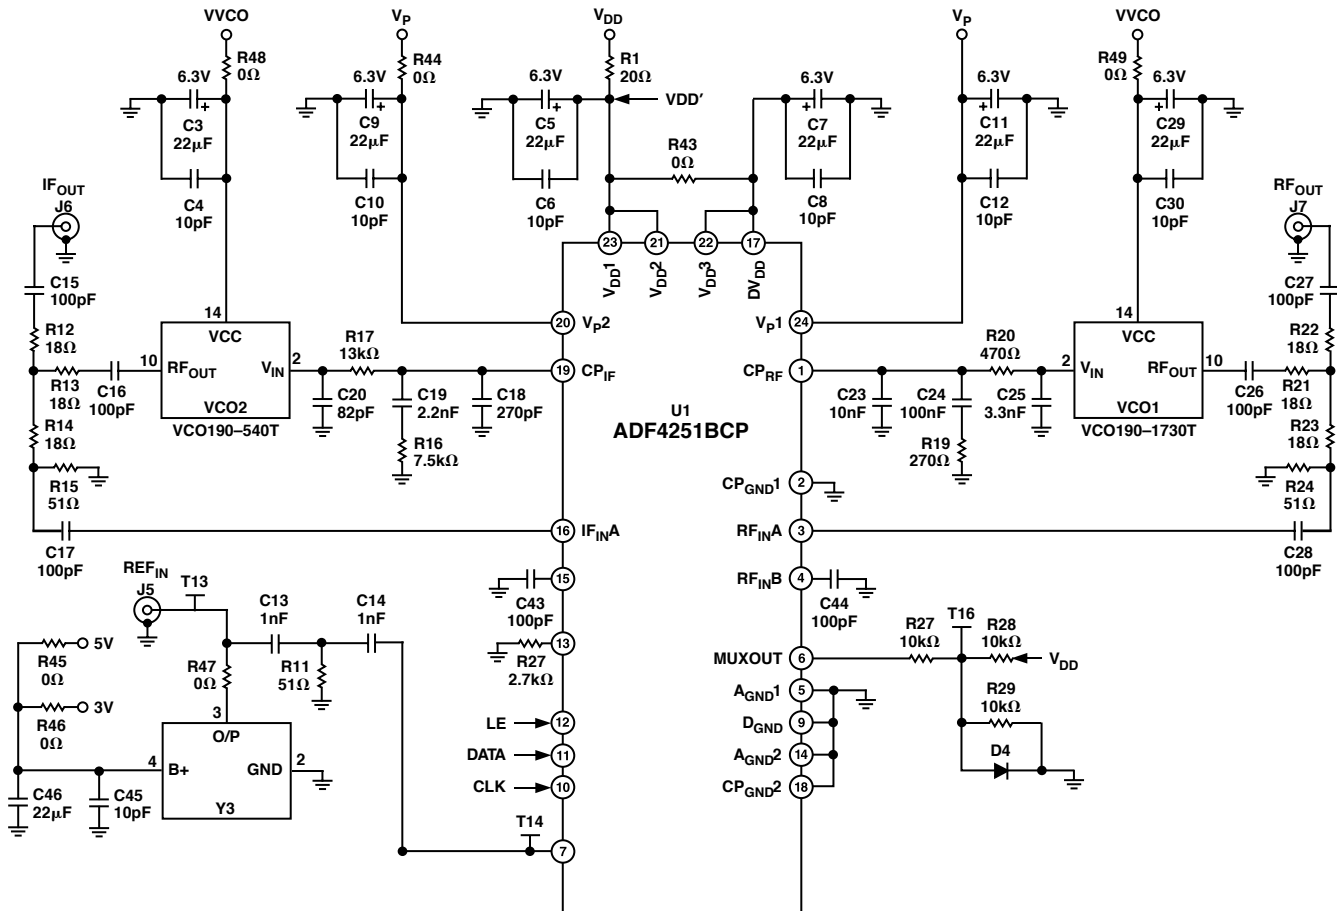 VVCO
VP
VDD
VP
VVCO
R48
0Ω
R44
0Ω
R1
20Ω
R49
0Ω
6.3V
C3
22μF
C4
10pF
6.3V
C9
22μF
C10
10pF
6.3V
C5
22μF
C6
10pF
VDD'
R43
0Ω
6.3V
C7
22μF
C8
10pF
6.3V
C11
22μF
C12
10pF
6.3V
C29
22μF
C30
10pF
IFOUT
J6
RFOUT
J7
23
21
22
17
VDD1
VDD2
VDD3
DVDD
C15
100pF
R12
18Ω
R13
18Ω
R14
18Ω
R15
51Ω
C17
100pF
C16
100pF
14
VCC
10
RFOUT
VIN
2
VCO2
VCO190–540T
R17
13kΩ
C20
82pF
C19
2.2nF
C18
270pF
R16
7.5kΩ
20
VP2
19
CPIF
U1
ADF4251BCP
VP1
24
CPRF
1
R20
470Ω
C23
10nF
C24
100nF
C25
3.3nF
R19
270Ω
14
VCC
2
VIN
RFOUT
10
VCO1
VCO190–1730T
C26
100pF
C27
100pF
R22
18Ω
R21
18Ω
R23
18Ω
R24
51Ω
C28
100pF
CPGND1
2
16
IFINA
RFINA
3
15
C43
100pF
RFINB
4
C44
100pF
13
R27
2.7kΩ
REFIN
J5
T13
C13
1nF
C14
1nF
R11
51Ω
R47
0Ω
5V
R45
0Ω
3V
R46
0Ω
3
O/P
4
B+
GND
2
Y3
C46
22μF
C45
10pF
LE
12
DATA
11
CLK
10
T14
7
MUXOUT
6
R27
10kΩ
T16
R28
10kΩ
VDD
R29
10kΩ
D4
AGND1
5
DGND
9
AGND2
14
CPGND2
18